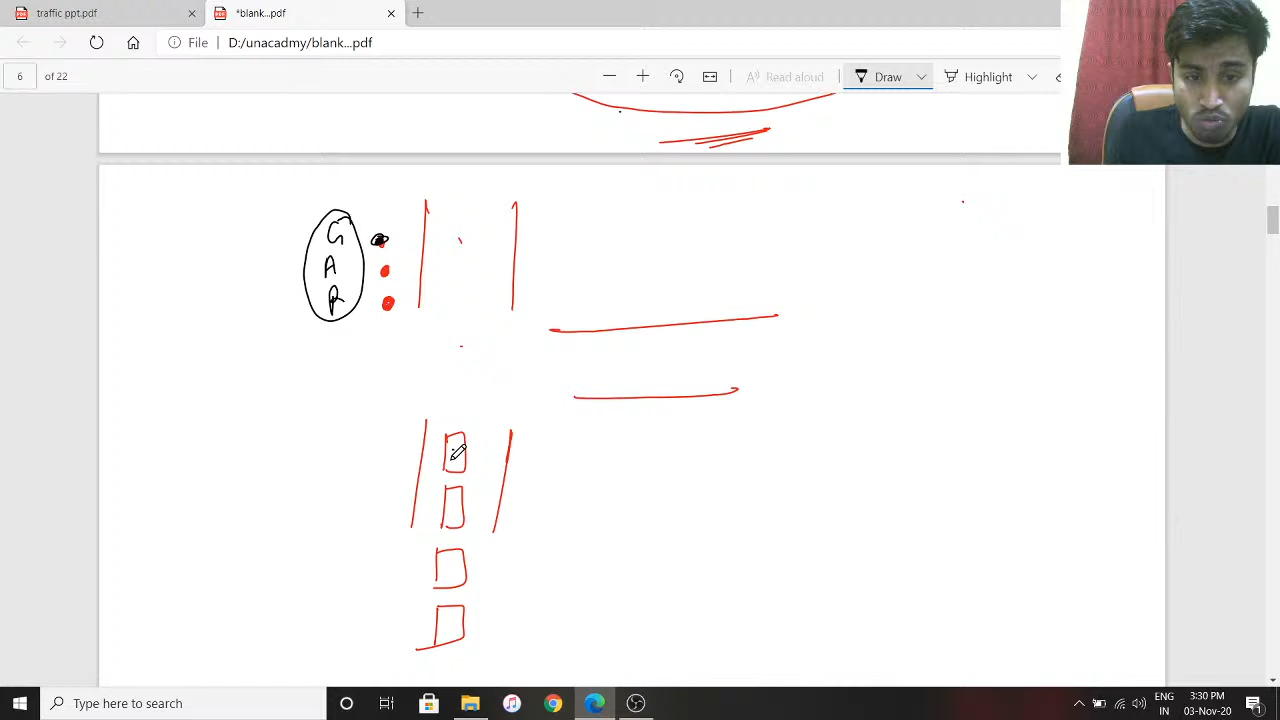 traffic ppt.pdf
*blank...pdf
File
D:/unacadmy/blank...pdf
6
of 22
Read aloud
Draw
Highlight
G
A
R
Type here to search
ENG
IN
3:30 PM
03-Nov-20
1